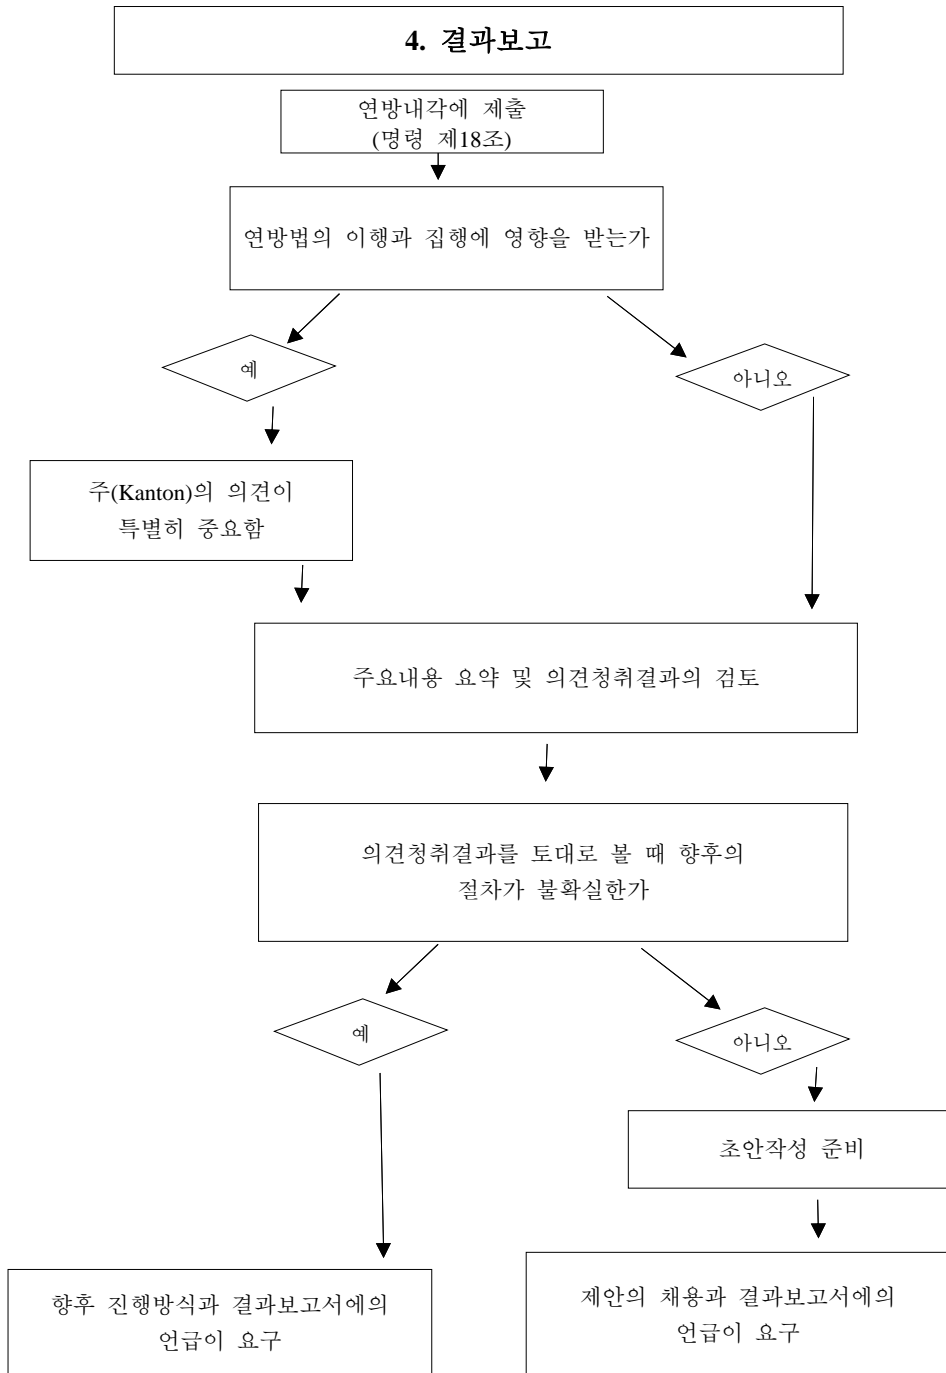 4. 결과보고
연방내각에 제출
(명령 제18조)
연방법의 이행과 집행에 영향을 받는가
예
아니오
주(Kanton)의 의견이
특별히 중요함
주요내용 요약 및 의견청취결과의 검토
의견청취결과를 토대로 볼 때 향후의
절차가 불확실한가
예
아니오
초안작성 준비
향후 진행방식과 결과보고서에의
언급이 요구
제안의 채용과 결과보고서에의
언급이 요구